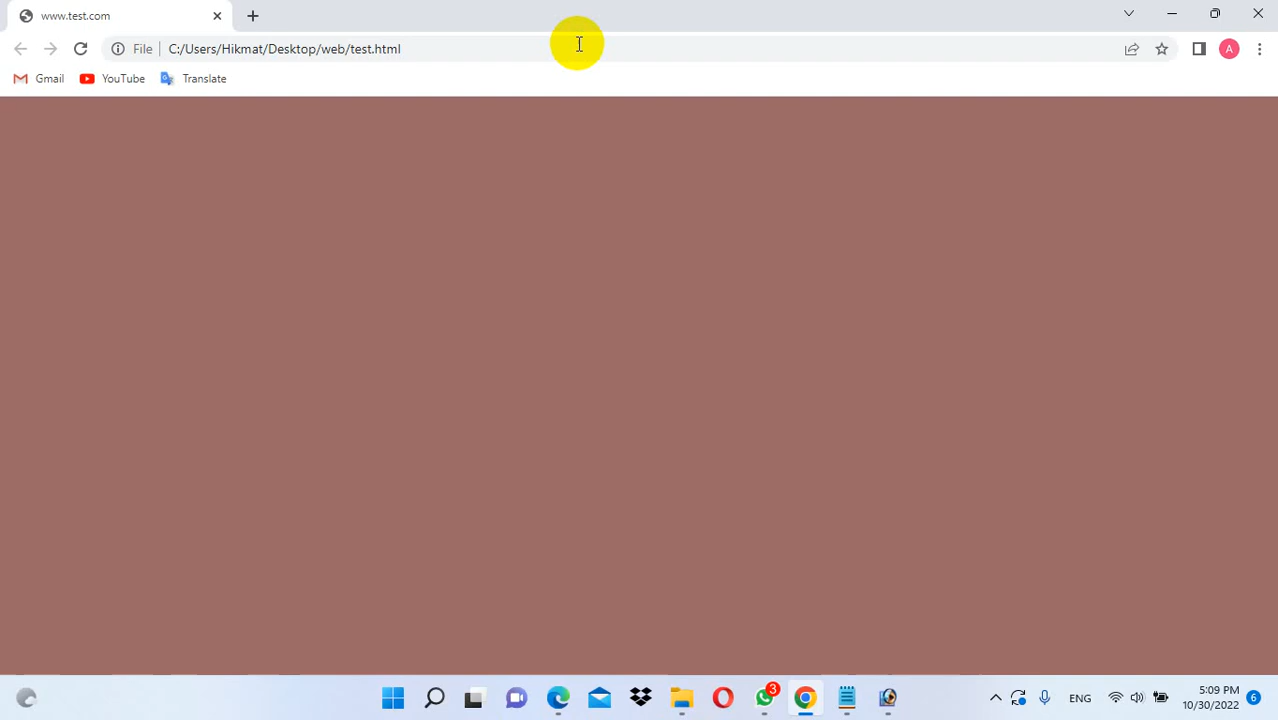 www.test.com
File
C:/Users/Hikmat/Desktop/web/test.html
A
Gmail
YouTube
Translate
3
ENG
5:09 PM
10/30/2022
6